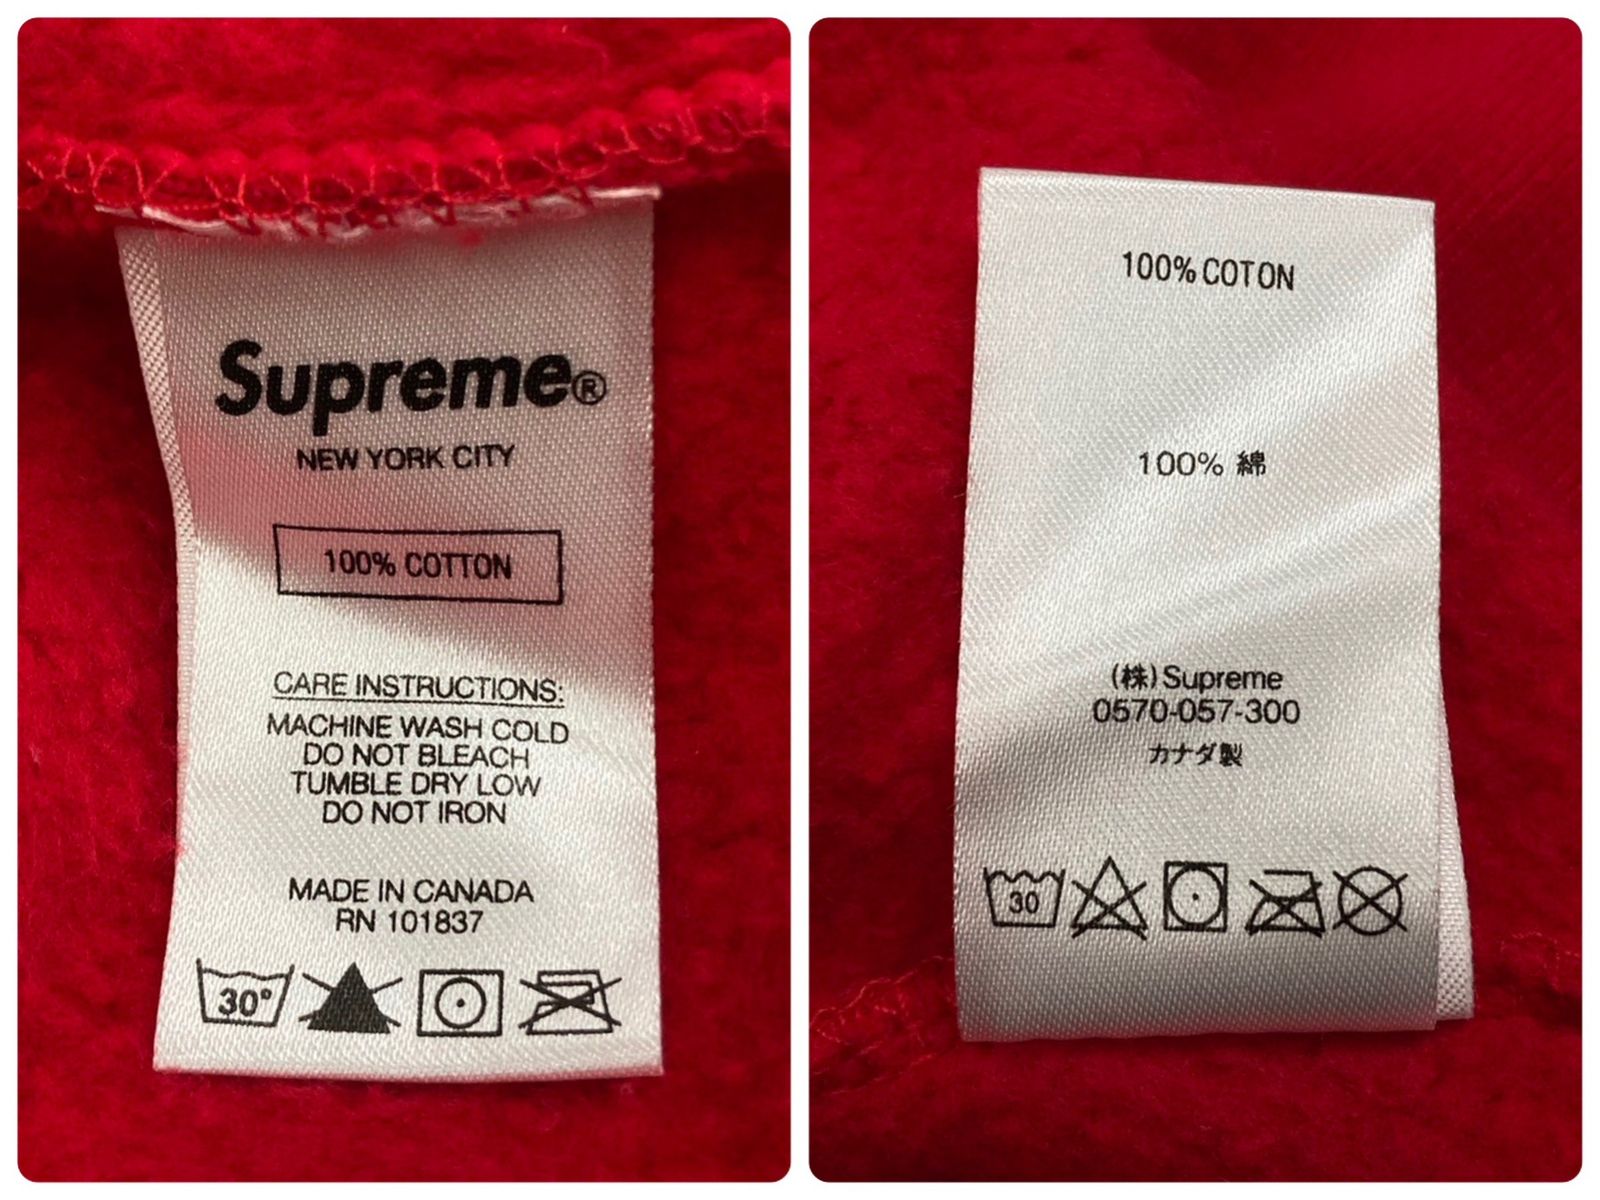 Supreme®
NEW YORK CITY
100% COTTON
CARE INSTRUCTIONS:
MACHINE WASH COLD
DO NOT BLEACH
TUMBLE DRY LOW
DO NOT IRON
MADE IN CANADA
RN 101837
30°
100% COTON
100% 綿
(株)Supreme
0570-057-300
カナダ製
30